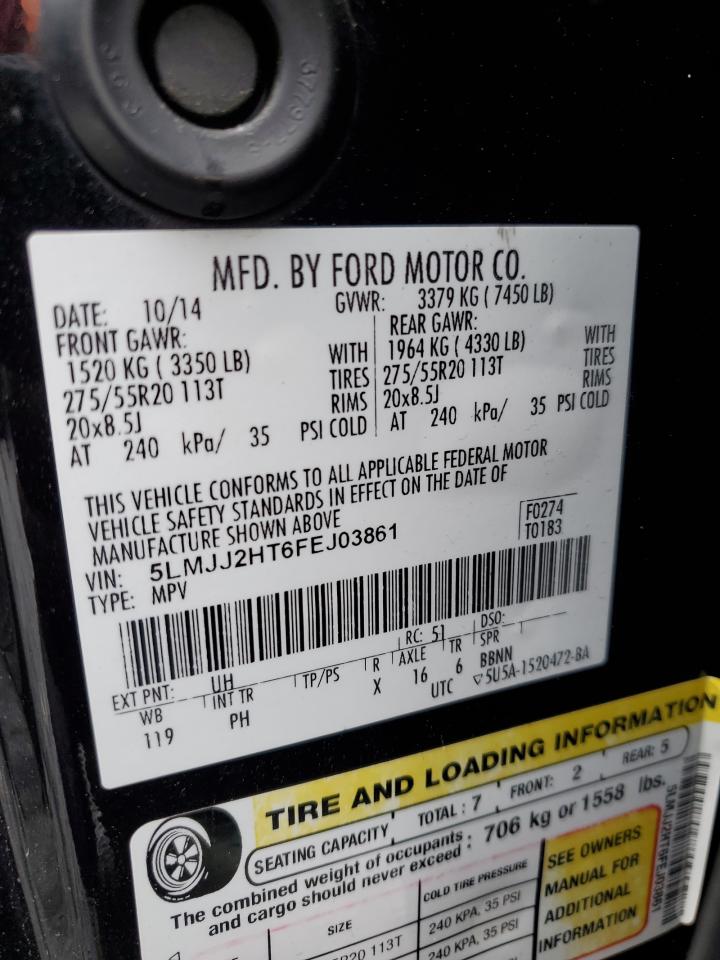 MFD. BY FORD MOTOR CO.
DATE: 10/14 GVWR: 3379 KG ( 7450 LB)
FRONT GAWR: REAR GAWR:
1520 KG ( 3350 LB) WITH 1964 KG ( 4330 LB) WITH
275/55R20 113T TIRES 275/55R20 113T TIRES
20x8.5J RIMS 20x8.5J RIMS
AT 240 kPa/ 35 PSI COLD AT 240 kPa/ 35 PSI COLD
THIS VEHICLE CONFORMS TO ALL APPLICABLE FEDERAL MOTOR
VEHICLE SAFETY STANDARDS IN EFFECT ON THE DATE OF
MANUFACTURE SHOWN ABOVE
F0274
T0183
VIN: 5LMJJ2HT6FEJ03861
TYPE: MPV
EXT PNT: UH RC: 51 DSO:
WB INT TR TP/PS R AXLE TR SPR
119 PH X 16 6 BBNN
UTC ▽5U5A-1520472-BA
TIRE AND LOADING INFORMATION
SEATING CAPACITY TOTAL: 7 FRONT: 2 REAR: 5
The combined weight of occupants
and cargo should never exceed : 706 kg or 1558 lbs.
SIZE COLD TIRE PRESSURE
113T 240 KPA, 35 PSI
240 KPA, 35 PSI
SEE OWNERS
MANUAL FOR
ADDITIONAL
INFORMATION